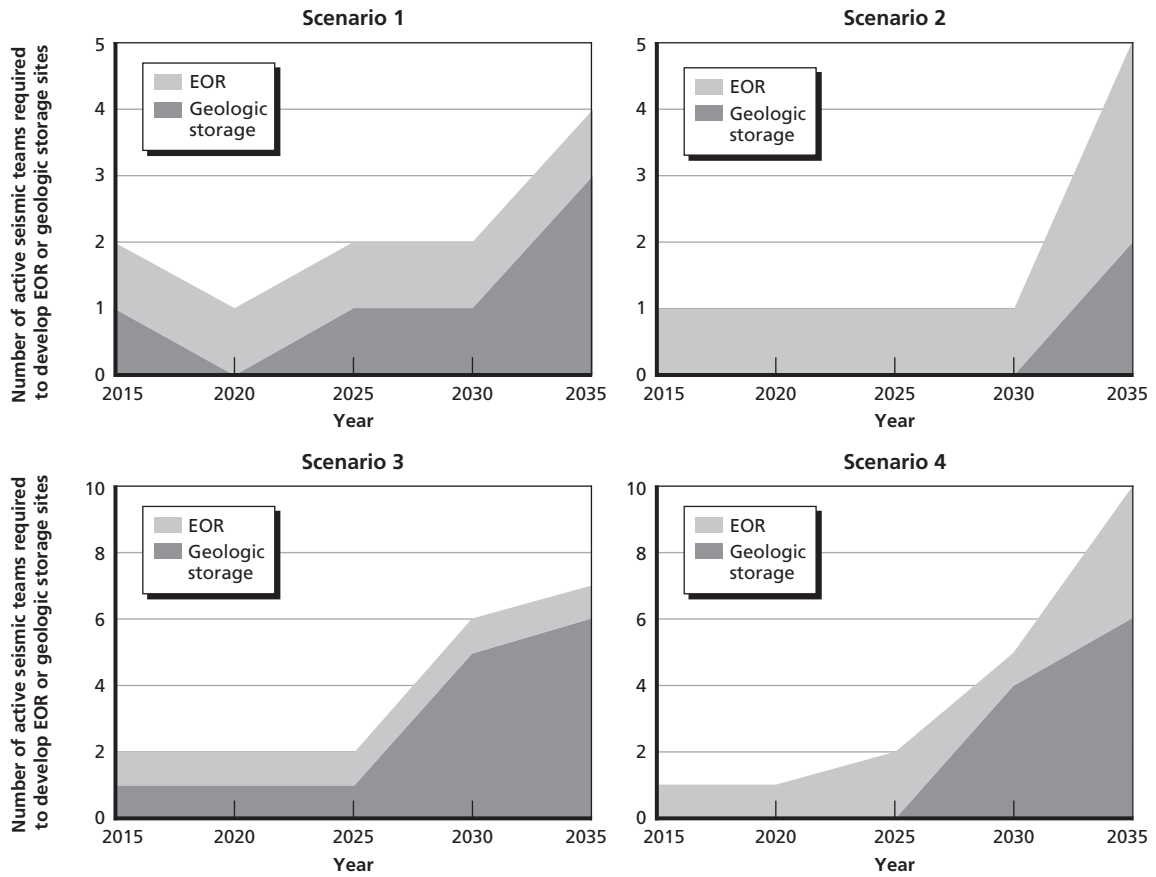 Scenario 1
Number of active seismic teams required
to develop EOR or geologic storage sites
5
4
3
2
1
0
EOR
Geologic
storage
2015 2020 2025 2030 2035
Year
Scenario 2
5
4
3
2
1
0
EOR
Geologic
storage
2015 2020 2025 2030 2035
Year
Scenario 3
Number of active seismic teams required
to develop EOR or geologic storage sites
10
8
6
4
2
0
EOR
Geologic
storage
2015 2020 2025 2030 2035
Year
Scenario 4
10
8
6
4
2
0
EOR
Geologic
storage
2015 2020 2025 2030 2035
Year